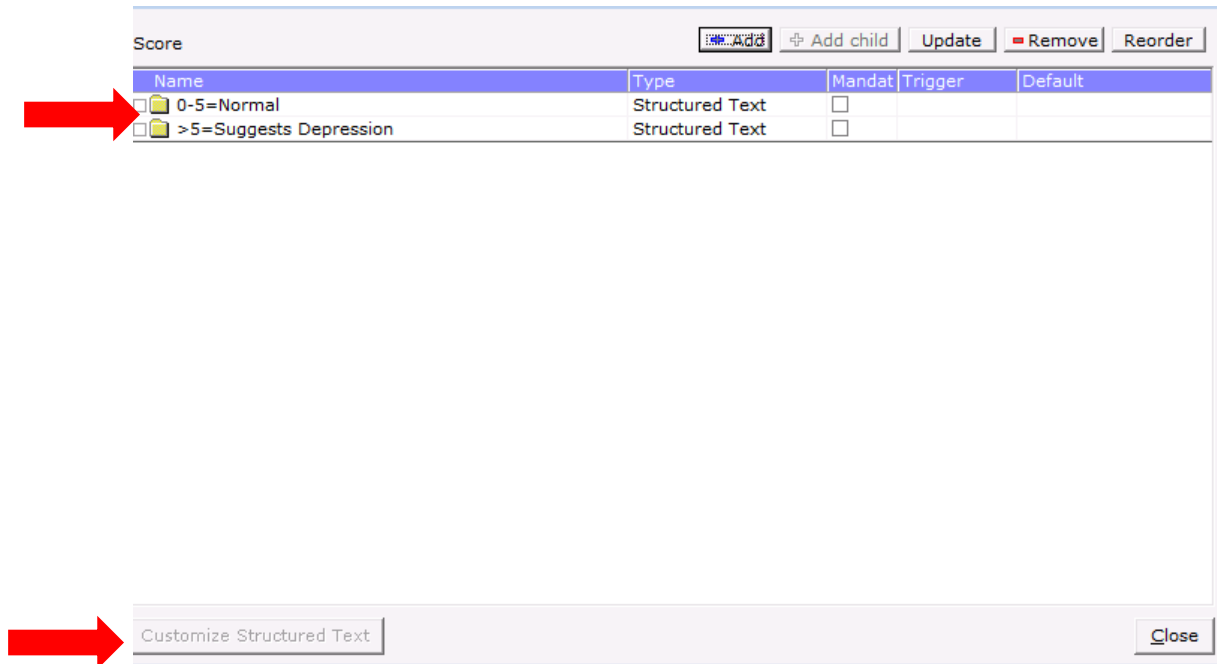 Score Add Add child Update Remove Reorder
Name Type Mandat Trigger Default
0-5=Normal Structured Text
>5=Suggests Depression Structured Text
Customize Structured Text Close